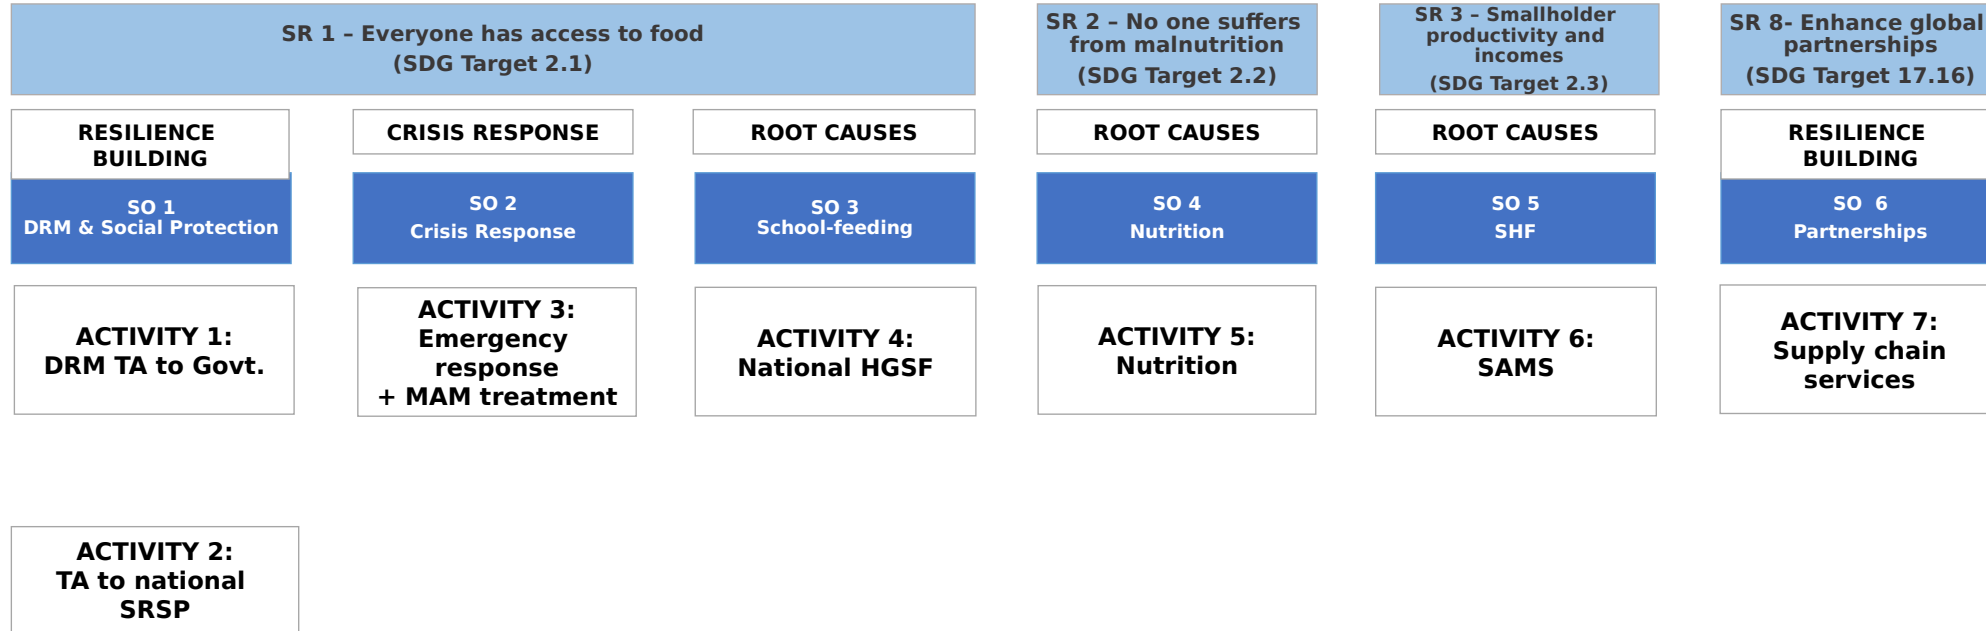 SR 1 – Everyone has access to food
(SDG Target 2.1)
SR 2 – No one suffers
from malnutrition
(SDG Target 2.2)
SR 3 – Smallholder
productivity and
incomes
(SDG Target 2.3)
SR 8- Enhance global
partnerships
(SDG Target 17.16)
RESILIENCE
BUILDING
CRISIS RESPONSE
ROOT CAUSES
ROOT CAUSES
ROOT CAUSES
RESILIENCE
BUILDING
SO 1
DRM & Social Protection
SO 2
Crisis Response
SO 3
School-feeding
SO 4
Nutrition
SO 5
SHF
SO 6
Partnerships
ACTIVITY 1:
DRM TA to Govt.
ACTIVITY 3:
Emergency
response
+ MAM treatment
ACTIVITY 4:
National HGSF
ACTIVITY 5:
Nutrition
ACTIVITY 6:
SAMS
ACTIVITY 7:
Supply chain
services
ACTIVITY 2:
TA to national
SRSP